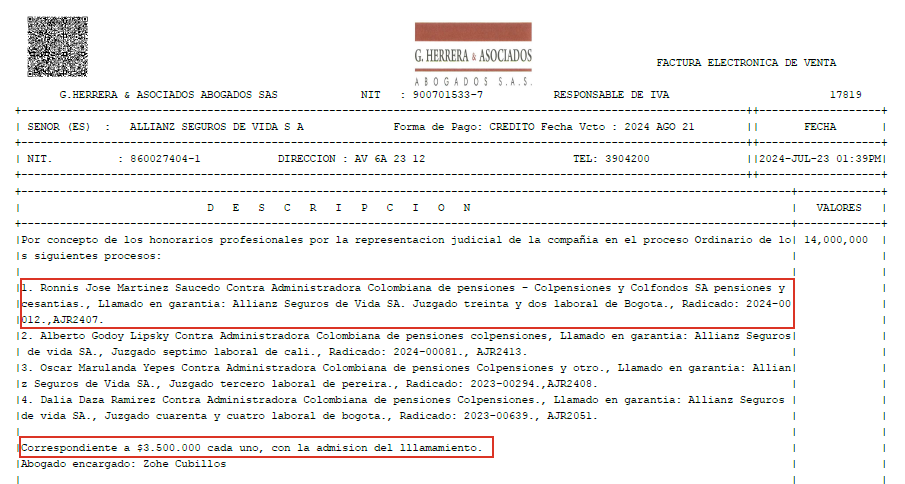 G. HERRERA & ASOCIADOS
ABOGADOS S.A.S.
FACTURA ELECTRONICA DE VENTA
G.HERRERA & ASOCIADOS ABOGADOS SAS NIT : 900701533-7 RESPONSABLE DE IVA 17819
SENOR (ES) : ALLIANZ SEGUROS DE VIDA S A Forma de Pago: CREDITO Fecha Vcto : 2024 AGO 21 FECHA
NIT. : 860027404-1 DIRECCION : AV 6A 23 12 TEL: 3904200 2024-JUL-23 01:39PM
D E S C R I P C I O N VALORES
Por concepto de los honorarios profesionales por la representacion judicial de la compañia en el proceso Ordinario de lo 14,000,000
s siguientes procesos:
1. Ronnis Jose Martinez Saucedo Contra Administradora Colombiana de pensiones - Colpensiones y Colfondos SA pensiones y
cesantias., Llamado en garantia: Allianz Seguros de Vida SA. Juzgado treinta y dos laboral de Bogota., Radicado: 2024-00
012.,AJR2407.
2. Alberto Godoy Lipsky Contra Administradora Colombiana de pensiones colpensiones, Llamado en garantia: Allianz Seguros
de vida SA., Juzgado septimo laboral de cali., Radicado: 2024-00081., AJR2413.
3. Oscar Marulanda Yepes Contra Administradora Colombiana de pensiones Colpensiones y otro., Llamado en garantia: Allian
z Seguros de Vida SA., Juzgado tercero laboral de pereira., Radicado: 2023-00294.,AJR2408.
4. Dalia Daza Ramirez Contra Administradora Colombiana de pensiones Colpensiones., Llamado en garantia: Allianz Seguros
de vida SA., Juzgado cuarenta y cuatro laboral de bogota., Radicado: 2023-00639., AJR2051.
Correspondiente a $3.500.000 cada uno, con la admision del lllamamiento.
Abogado encargado: Zohe Cubillos